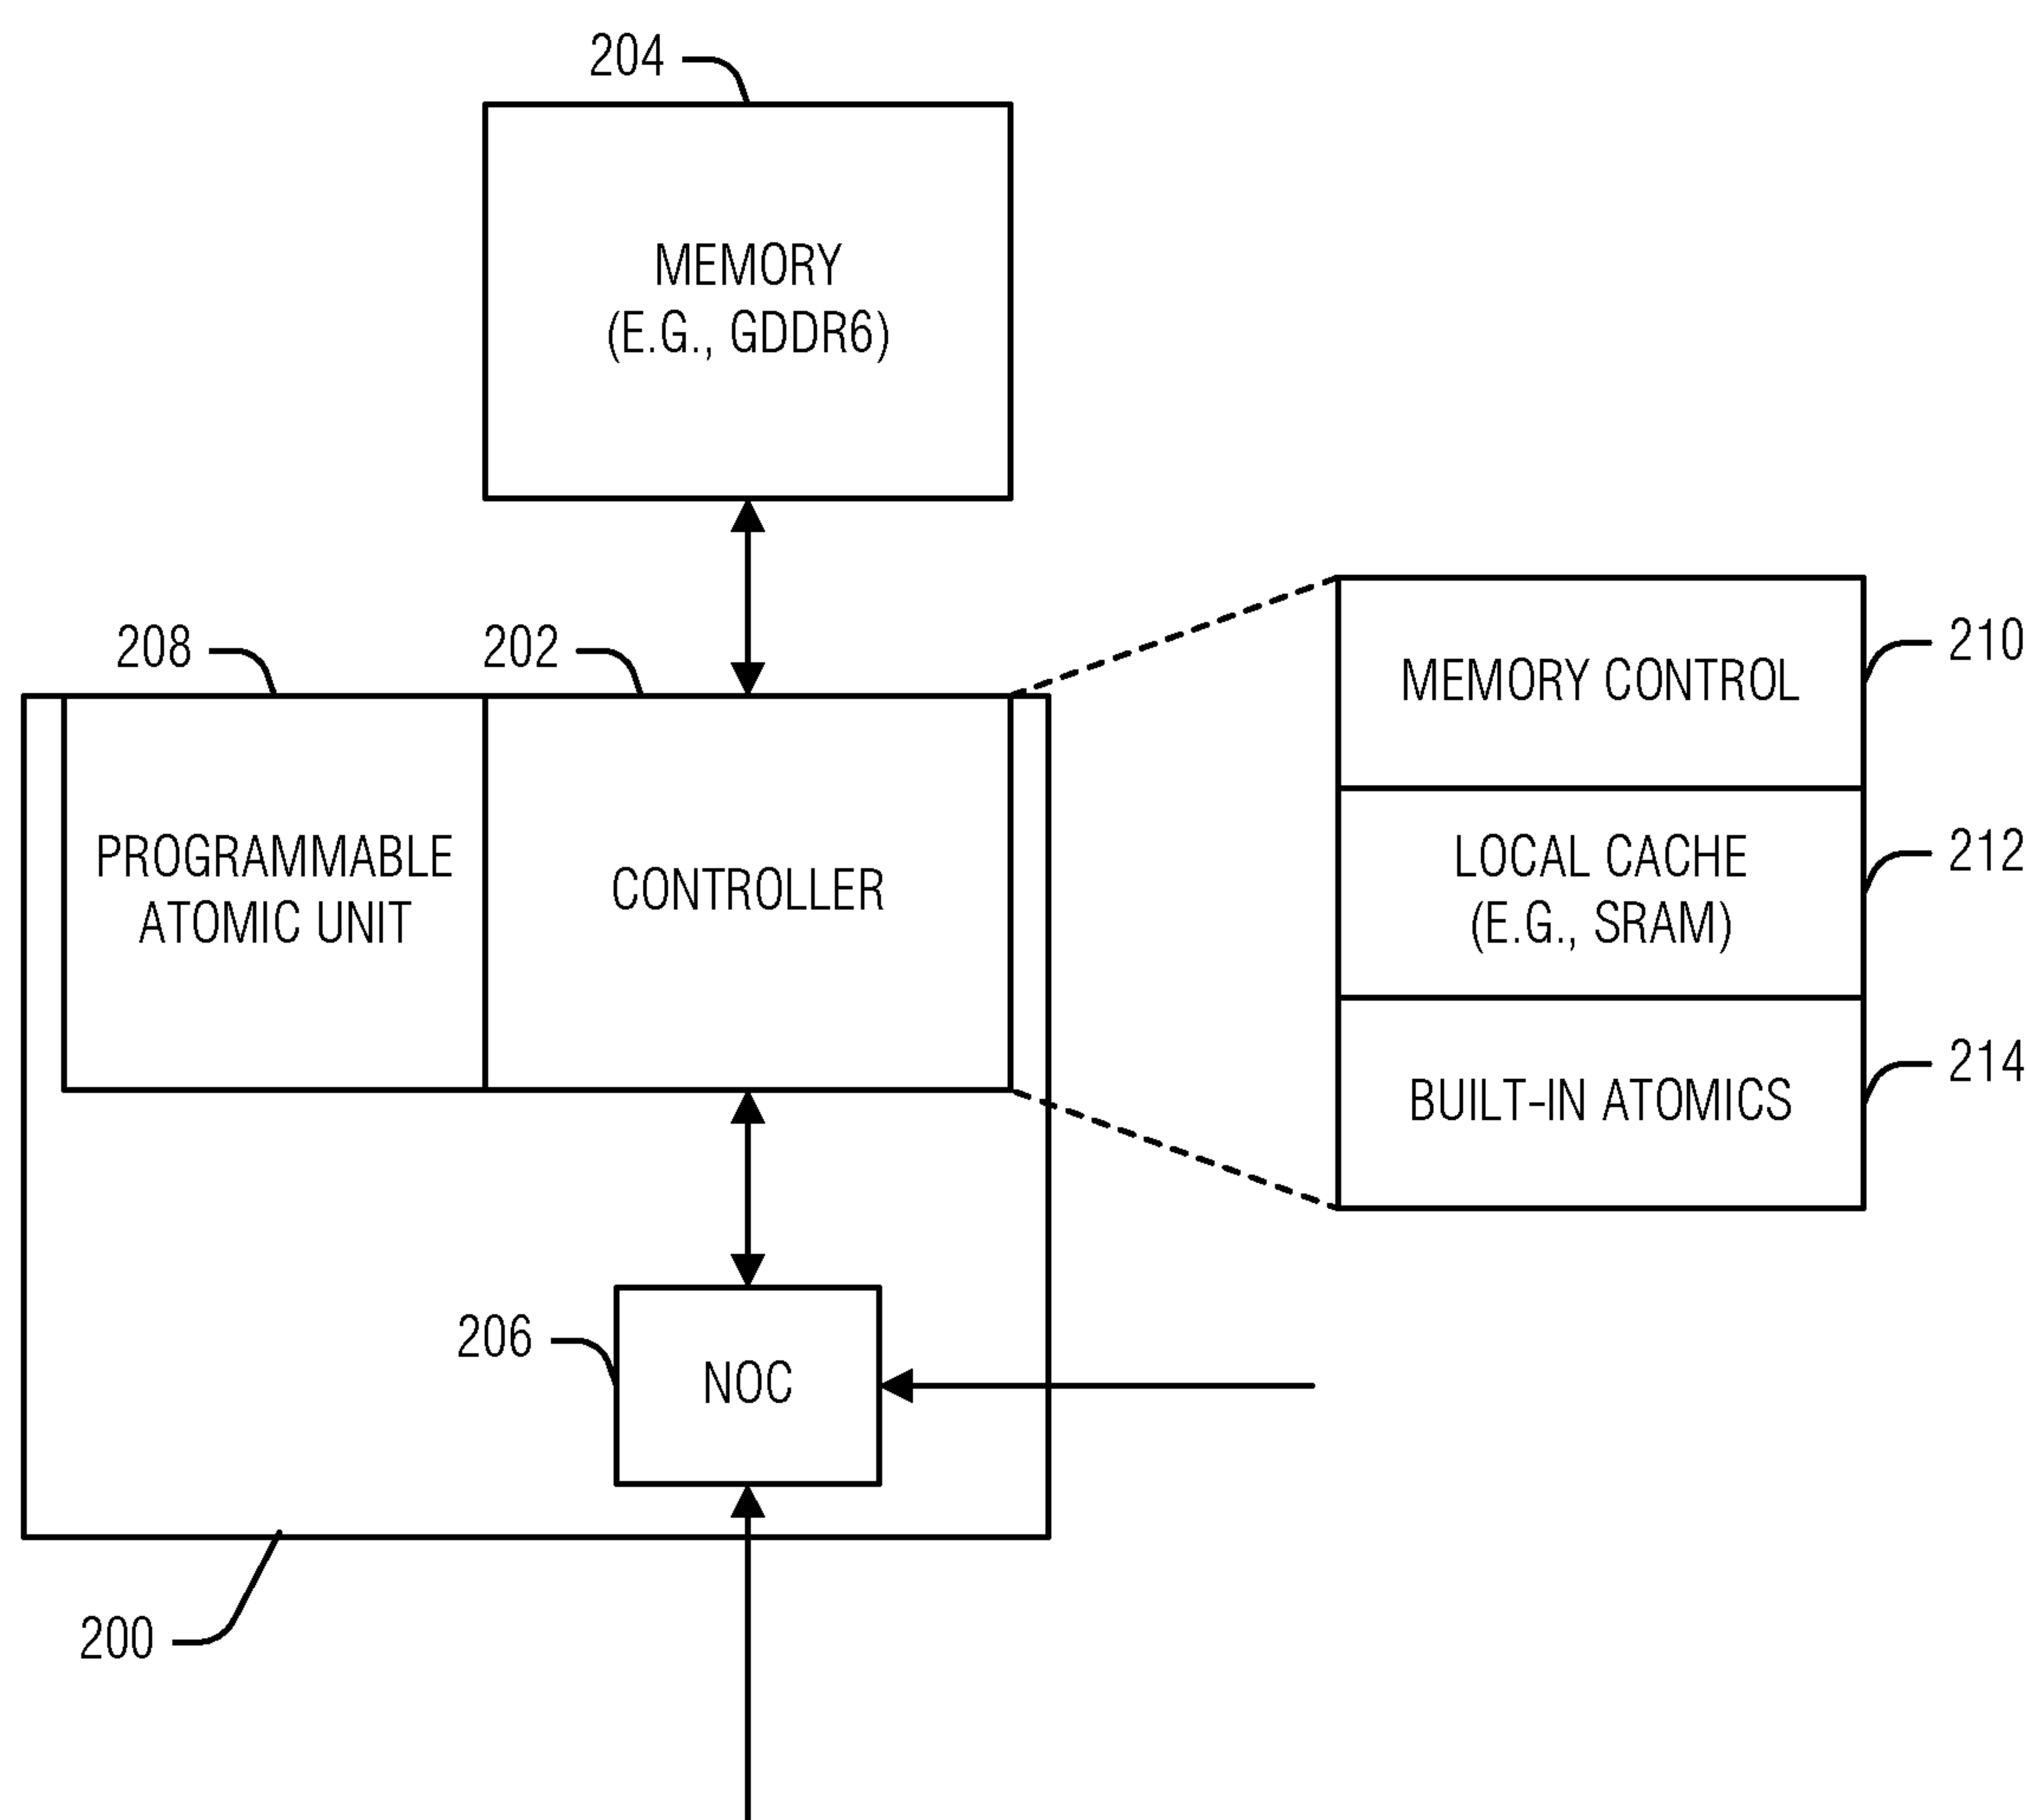 204
MEMORY
(E.G., GDDR6)
208
202
210
MEMORY CONTROL
PROGRAMMABLE
ATOMIC UNIT
CONTROLLER
212
LOCAL CACHE
(E.G., SRAM)
214
BUILT-IN ATOMICS
206
NOC
200